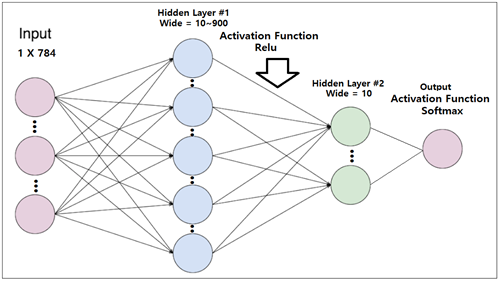 Input
1 X 784
Hidden Layer #1
Wide = 10~900
Activation Function
Relu
Hidden Layer #2
Wide = 10
Output
Activation Function
Softmax